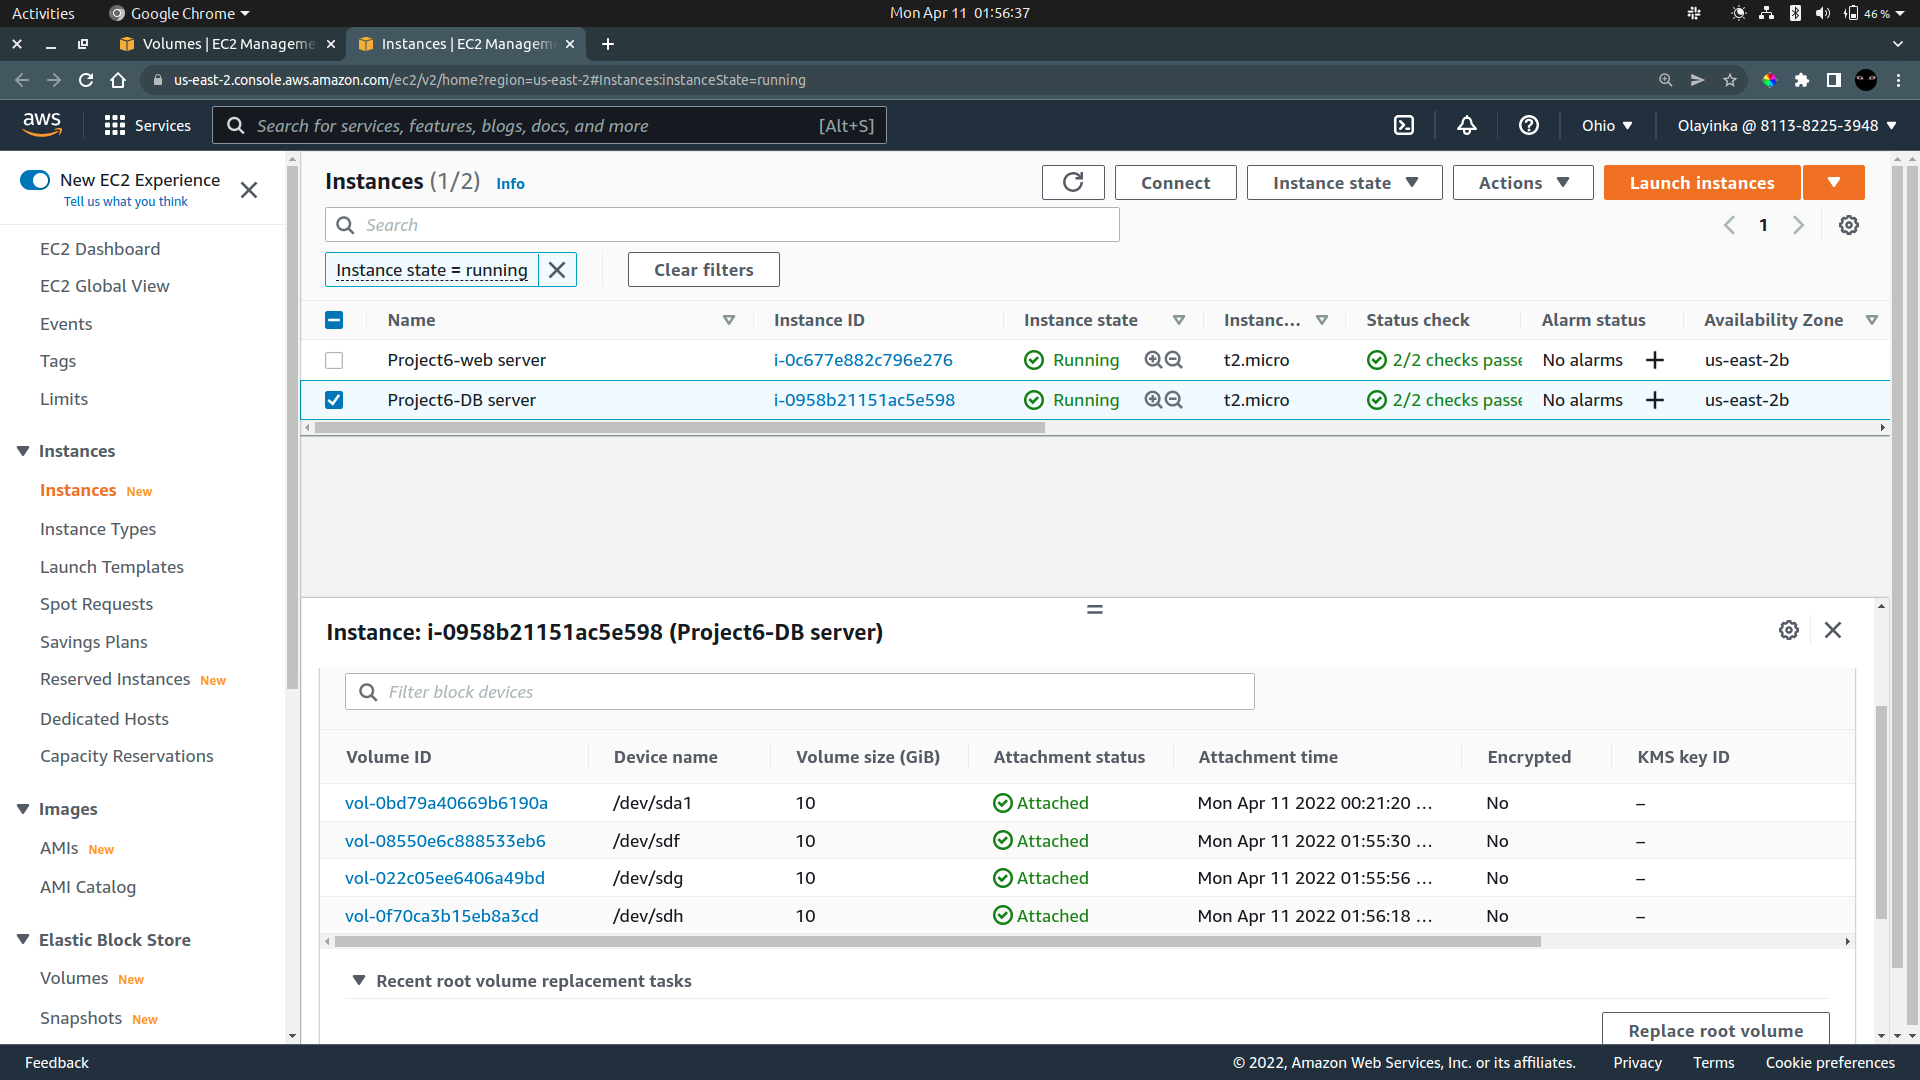 Activities Google Chrome Mon Apr 11 01:56:37 46 %
Volumes | EC2 Manageme Instances | EC2 Managem
us-east-2.console.aws.amazon.com/ec2/v2/home?region=us-east-2#Instances:instanceState=running
aws Services Search for services, features, blogs, docs, and more [Alt+S] Ohio Olayinka @ 8113-8225-3948
New EC2 Experience
Tell us what you think
EC2 Dashboard
EC2 Global View
Events
Tags
Limits
Instances
Instances New
Instance Types
Launch Templates
Spot Requests
Savings Plans
Reserved Instances New
Dedicated Hosts
Capacity Reservations
Images
AMIs New
AMI Catalog
Elastic Block Store
Volumes New
Snapshots New
Instances (1/2) Info Connect Instance state Actions Launch instances
Search 1
Instance state = running Clear filters
Name Instance ID Instance state Instanc... Status check Alarm status Availability Zone
Project6-web server i-0c677e882c796e276 Running t2.micro 2/2 checks passe No alarms us-east-2b
Project6-DB server i-0958b21151ac5e598 Running t2.micro 2/2 checks passe No alarms us-east-2b
Instance: i-0958b21151ac5e598 (Project6-DB server)
Filter block devices
Volume ID Device name Volume size (GiB) Attachment status Attachment time Encrypted KMS key ID
vol-0bd79a40669b6190a /dev/sda1 10 Attached Mon Apr 11 2022 00:21:20 ... No –
vol-08550e6c888533eb6 /dev/sdf 10 Attached Mon Apr 11 2022 01:55:30 ... No –
vol-022c05ee6406a49bd /dev/sdg 10 Attached Mon Apr 11 2022 01:55:56 ... No –
vol-0f70ca3b15eb8a3cd /dev/sdh 10 Attached Mon Apr 11 2022 01:56:18 ... No –
Recent root volume replacement tasks
Replace root volume
Feedback © 2022, Amazon Web Services, Inc. or its affiliates. Privacy Terms Cookie preferences